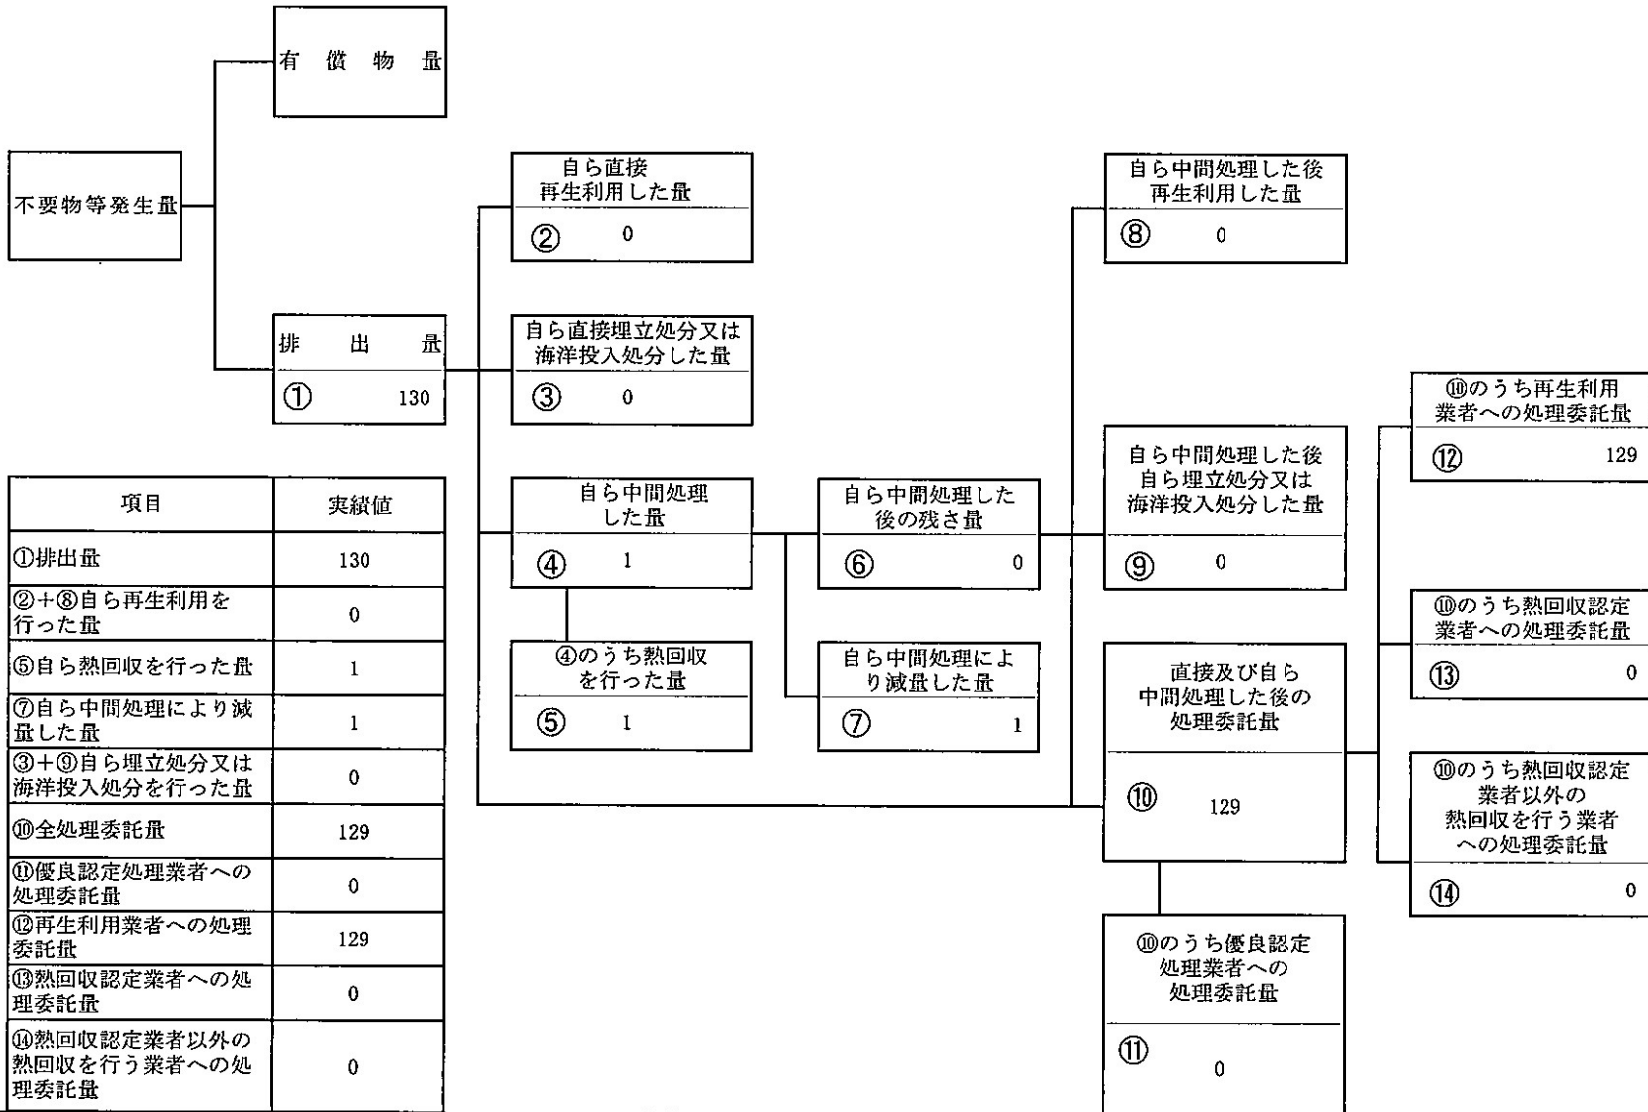 有償物量
不要物等発生量
排出量
① 130
自ら直接
再生利用した量
② 0
自ら直接埋立処分又は
海洋投入処分した量
③ 0
自ら中間処理
した量
④ 1
④のうち熱回収
を行った量
⑤ 1
自ら中間処理した
後の残さ量
⑥ 0
自ら中間処理によ
り減量した量
⑦ 1
自ら中間処理した後
再生利用した量
⑧ 0
自ら中間処理した後
自ら埋立処分又は
海洋投入処分した量
⑨ 0
直接及び自ら
中間処理した後の
処理委託量
⑩ 129
⑩のうち優良認定
処理業者への
処理委託量
⑪ 0
⑩のうち再生利用
業者への処理委託量
⑫ 129
⑩のうち熱回収認定
業者への処理委託量
⑬ 0
⑩のうち熱回収認定
業者以外の
熱回収を行う業者
への処理委託量
⑭ 0
項目 実績値
①排出量 130
②+⑧自ら再生利用を
行った量 0
⑤自ら熱回収を行った量 1
⑦自ら中間処理により減
量した量 1
③+⑨自ら埋立処分又は
海洋投入処分を行った量 0
⑩全処理委託量 129
⑪優良認定処理業者への
処理委託量 0
⑫再生利用業者への処理
委託量 129
⑬熱回収認定業者への処
理委託量 0
⑭熱回収認定業者以外の
熱回収を行う業者への処
理委託量 0